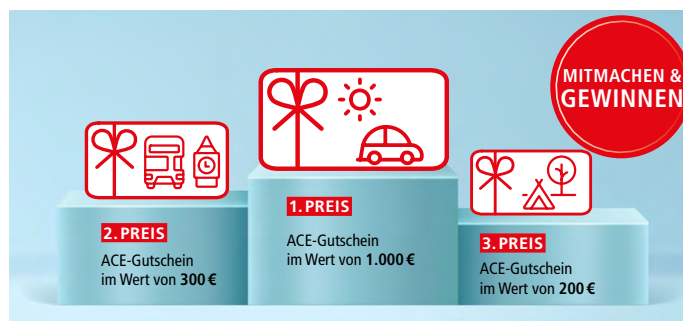 MITMACHEN &
GEWINNEN
1. PREIS
ACE-Gutschein
im Wert von 1.000 €
2. PREIS
ACE-Gutschein
im Wert von 300 €
3. PREIS
ACE-Gutschein
im Wert von 200 €